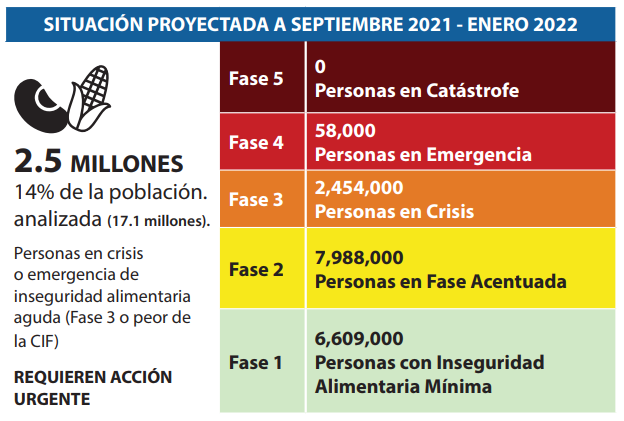 SITUACIÓN PROYECTADA A SEPTIEMBRE 2021 - ENERO 2022
2.5 MILLONES
14% de la población.
analizada (17.1 millones).
Personas en crisis
o emergencia de
inseguridad alimentaria
aguda (Fase 3 o peor de
la CIF)
REQUIEREN ACCIÓN
URGENTE
Fase 5
0
Personas en Catástrofe
Fase 4
58,000
Personas en Emergencia
Fase 3
2,454,000
Personas en Crisis
Fase 2
7,988,000
Personas en Fase Acentuada
Fase 1
6,609,000
Personas con Inseguridad
Alimentaria Mínima